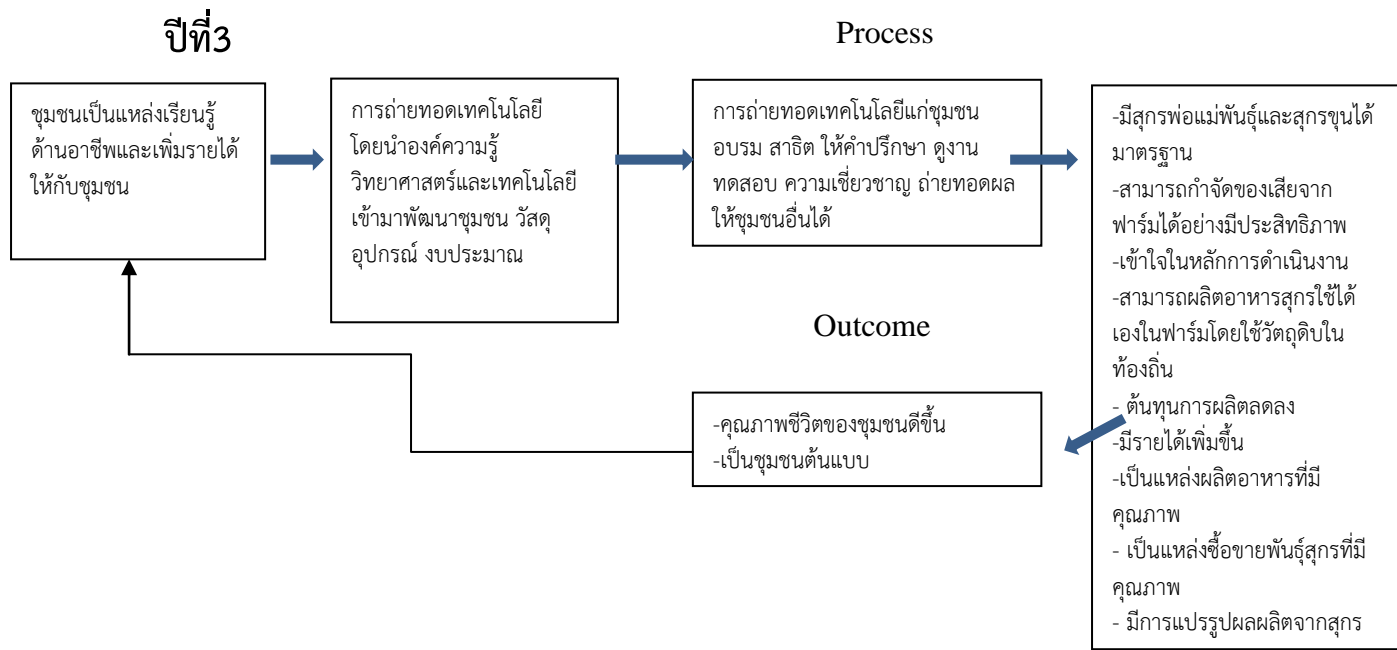 ปีที่3
Process
ชุมชนเป็นแหล่งเรียนรู้
ด้านอาชีพและเพิ่มรายได้
ให้กับชุมชน
การถ่ายทอดเทคโนโลยี
โดยนำองค์ความรู้
วิทยาศาสตร์และเทคโนโลยี
เข้ามาพัฒนาชุมชน วัสดุ
อุปกรณ์ งบประมาณ
การถ่ายทอดเทคโนโลยีแก่ชุมชน
อบรม สาธิต ให้คำปรึกษา ดูงาน
ทดสอบ ความเชี่ยวชาญ ถ่ายทอดผล
ให้ชุมชนอื่นได้
-มีสุกรพ่อแม่พันธุ์และสุกรขุนได้
มาตรฐาน
-สามารถกำจัดของเสียจาก
ฟาร์มได้อย่างมีประสิทธิภาพ
-เข้าใจในหลักการดำเนินงาน
-สามารถผลิตอาหารสุกรใช้ได้
เองในฟาร์มโดยใช้วัตถุดิบใน
ท้องถิ่น
- ต้นทุนการผลิตลดลง
-มีรายได้เพิ่มขึ้น
-เป็นแหล่งผลิตอาหารที่มี
คุณภาพ
- เป็นแหล่งซื้อขายพันธุ์สุกรที่มี
คุณภาพ
- มีการแปรรูปผลผลิตจากสุกร
Outcome
-คุณภาพชีวิตของชุมชนดีขึ้น
-เป็นชุมชนต้นแบบ